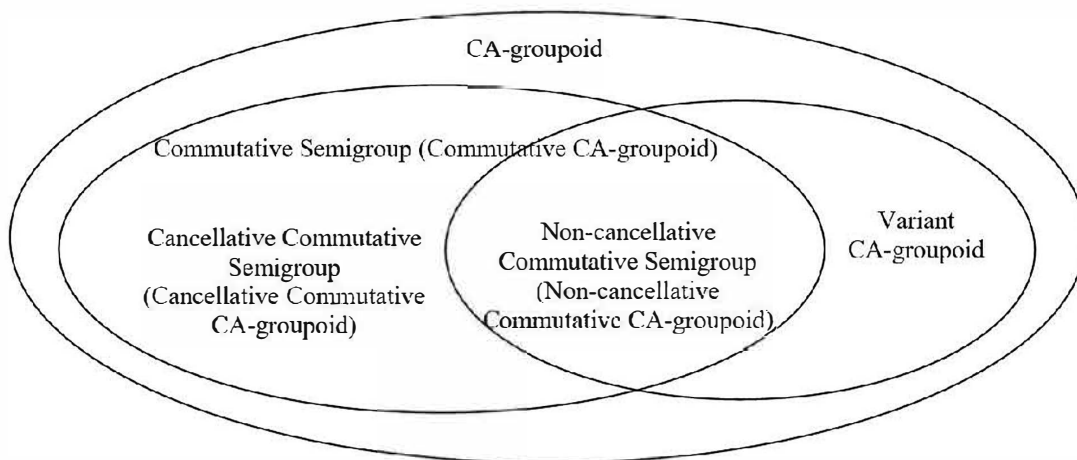 CA-groupoid
Commutative Semigroup (Commutative CA-groupoid)
Cancellative Commutative
Semigroup
(Cancellative Commutative
CA-groupoid)
Non-cancellative
Commutative Semigroup
(Non-cancellative
Commutative CA-groupoid)
Variant
CA-groupoid